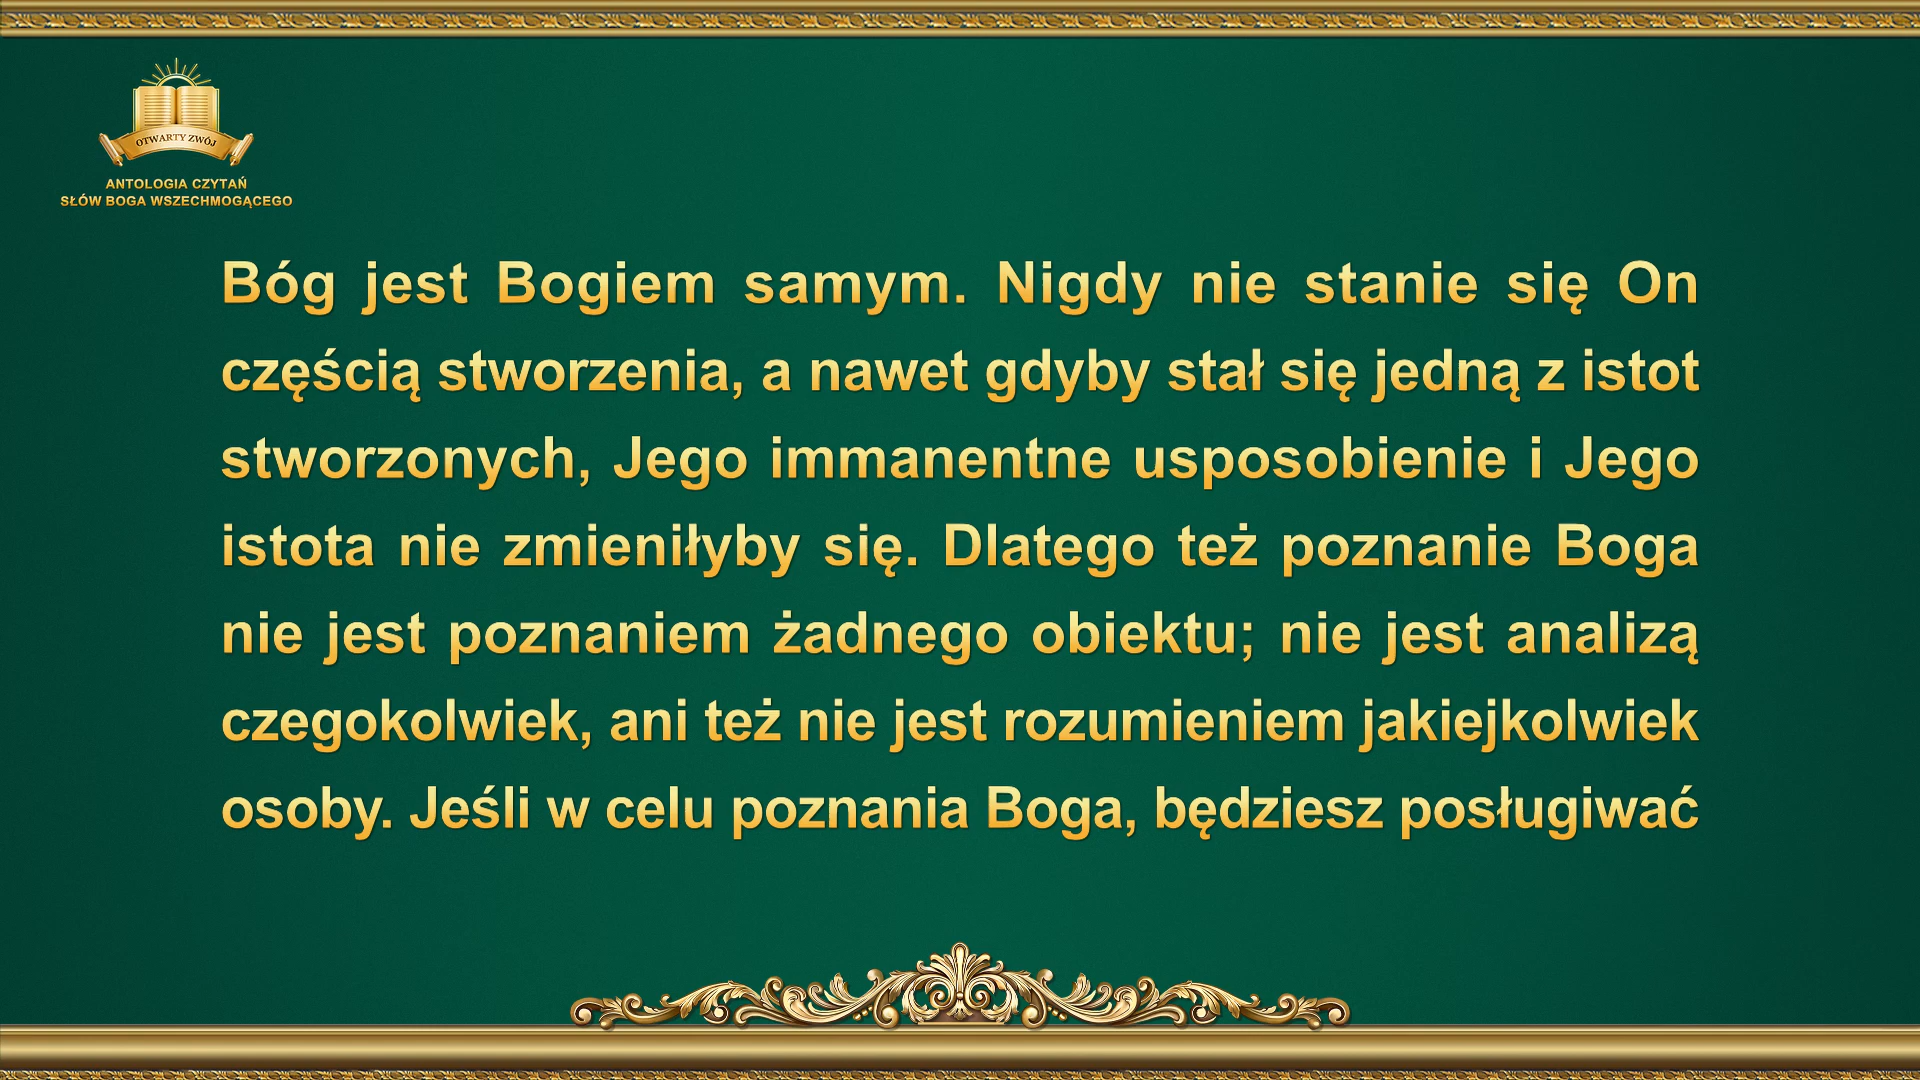 OTWARTY ZWÓJ
ANTOLOGIA CZYTAŃ
SŁÓW BOGA WSZECHMOGĄCEGO
Bóg jest Bogiem samym. Nigdy nie stanie się On
częścią stworzenia, a nawet gdyby stał się jedną z istot
stworzonych, Jego immanentne usposobienie i Jego
istota nie zmieniłyby się. Dlatego też poznanie Boga
nie jest poznaniem żadnego obiektu; nie jest analizą
czegokolwiek, ani też nie jest rozumieniem jakiejkolwiek
osoby. Jeśli w celu poznania Boga, będziesz posługiwać